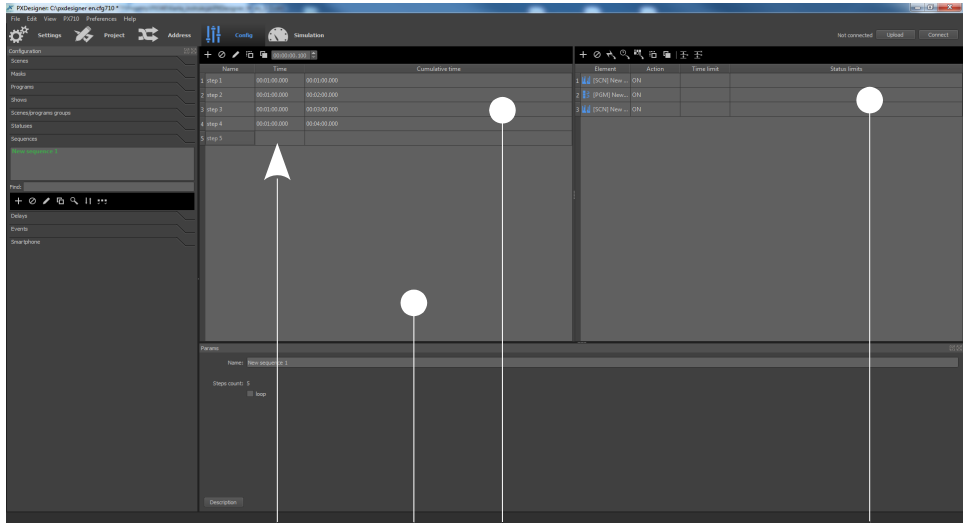 PXDesigner: C:\pxdesigner en.cfg710 *
File Edit View PX710 Preferences Help
Settings Project Address Config Simulation Not connected Upload Connect
Configuration
Scenes
Masks
Programs
Shows
Scenes/programs groups
Statuses
Sequences
New sequence 1
Find:
Delays
Events
Smartphone
00:00:00.100
Name Time Cumulative time
1 step 1 00:01:00.000 00:01:00.000
2 step 2 00:01:00.000 00:02:00.000
3 step 3 00:01:00.000 00:03:00.000
4 step 4 00:01:00.000 00:04:00.000
5 step 5
Element Action Time limit Status limits
1 [SCN] New ... ON
2 [PGM] New... ON
3 [SCN] New ... ON
Params
Name: New sequence 1
Steps count: 5
loop
Description